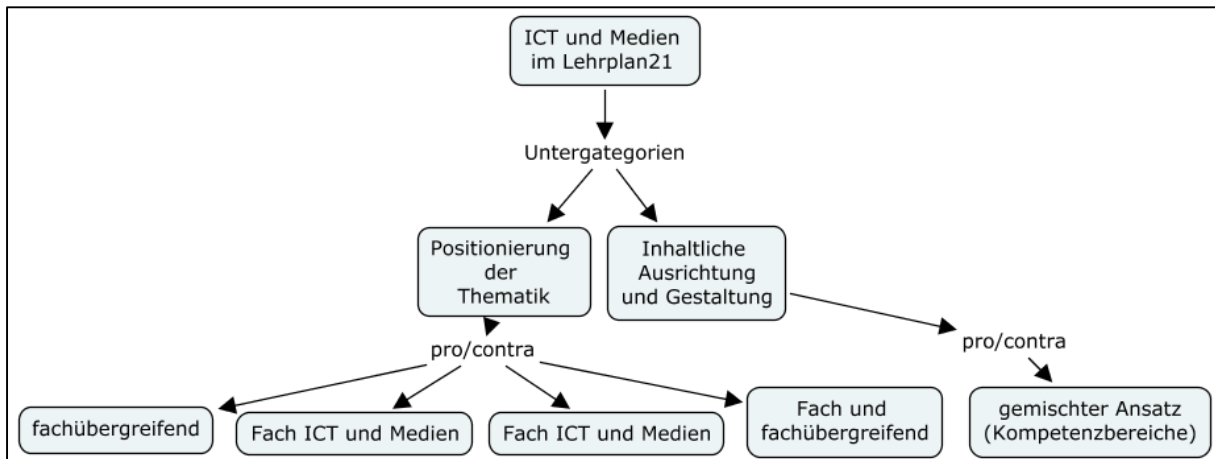 ICT und Medien
im Lehrplan21
Untergategorien
Positionierung
der
Thematik
Inhaltliche
Ausrichtung
und Gestaltung
pro/contra
pro/contra
fachübergreifend
Fach ICT und Medien
Fach ICT und Medien
Fach und
fachübergreifend
gemischter Ansatz
(Kompetenzbereiche)